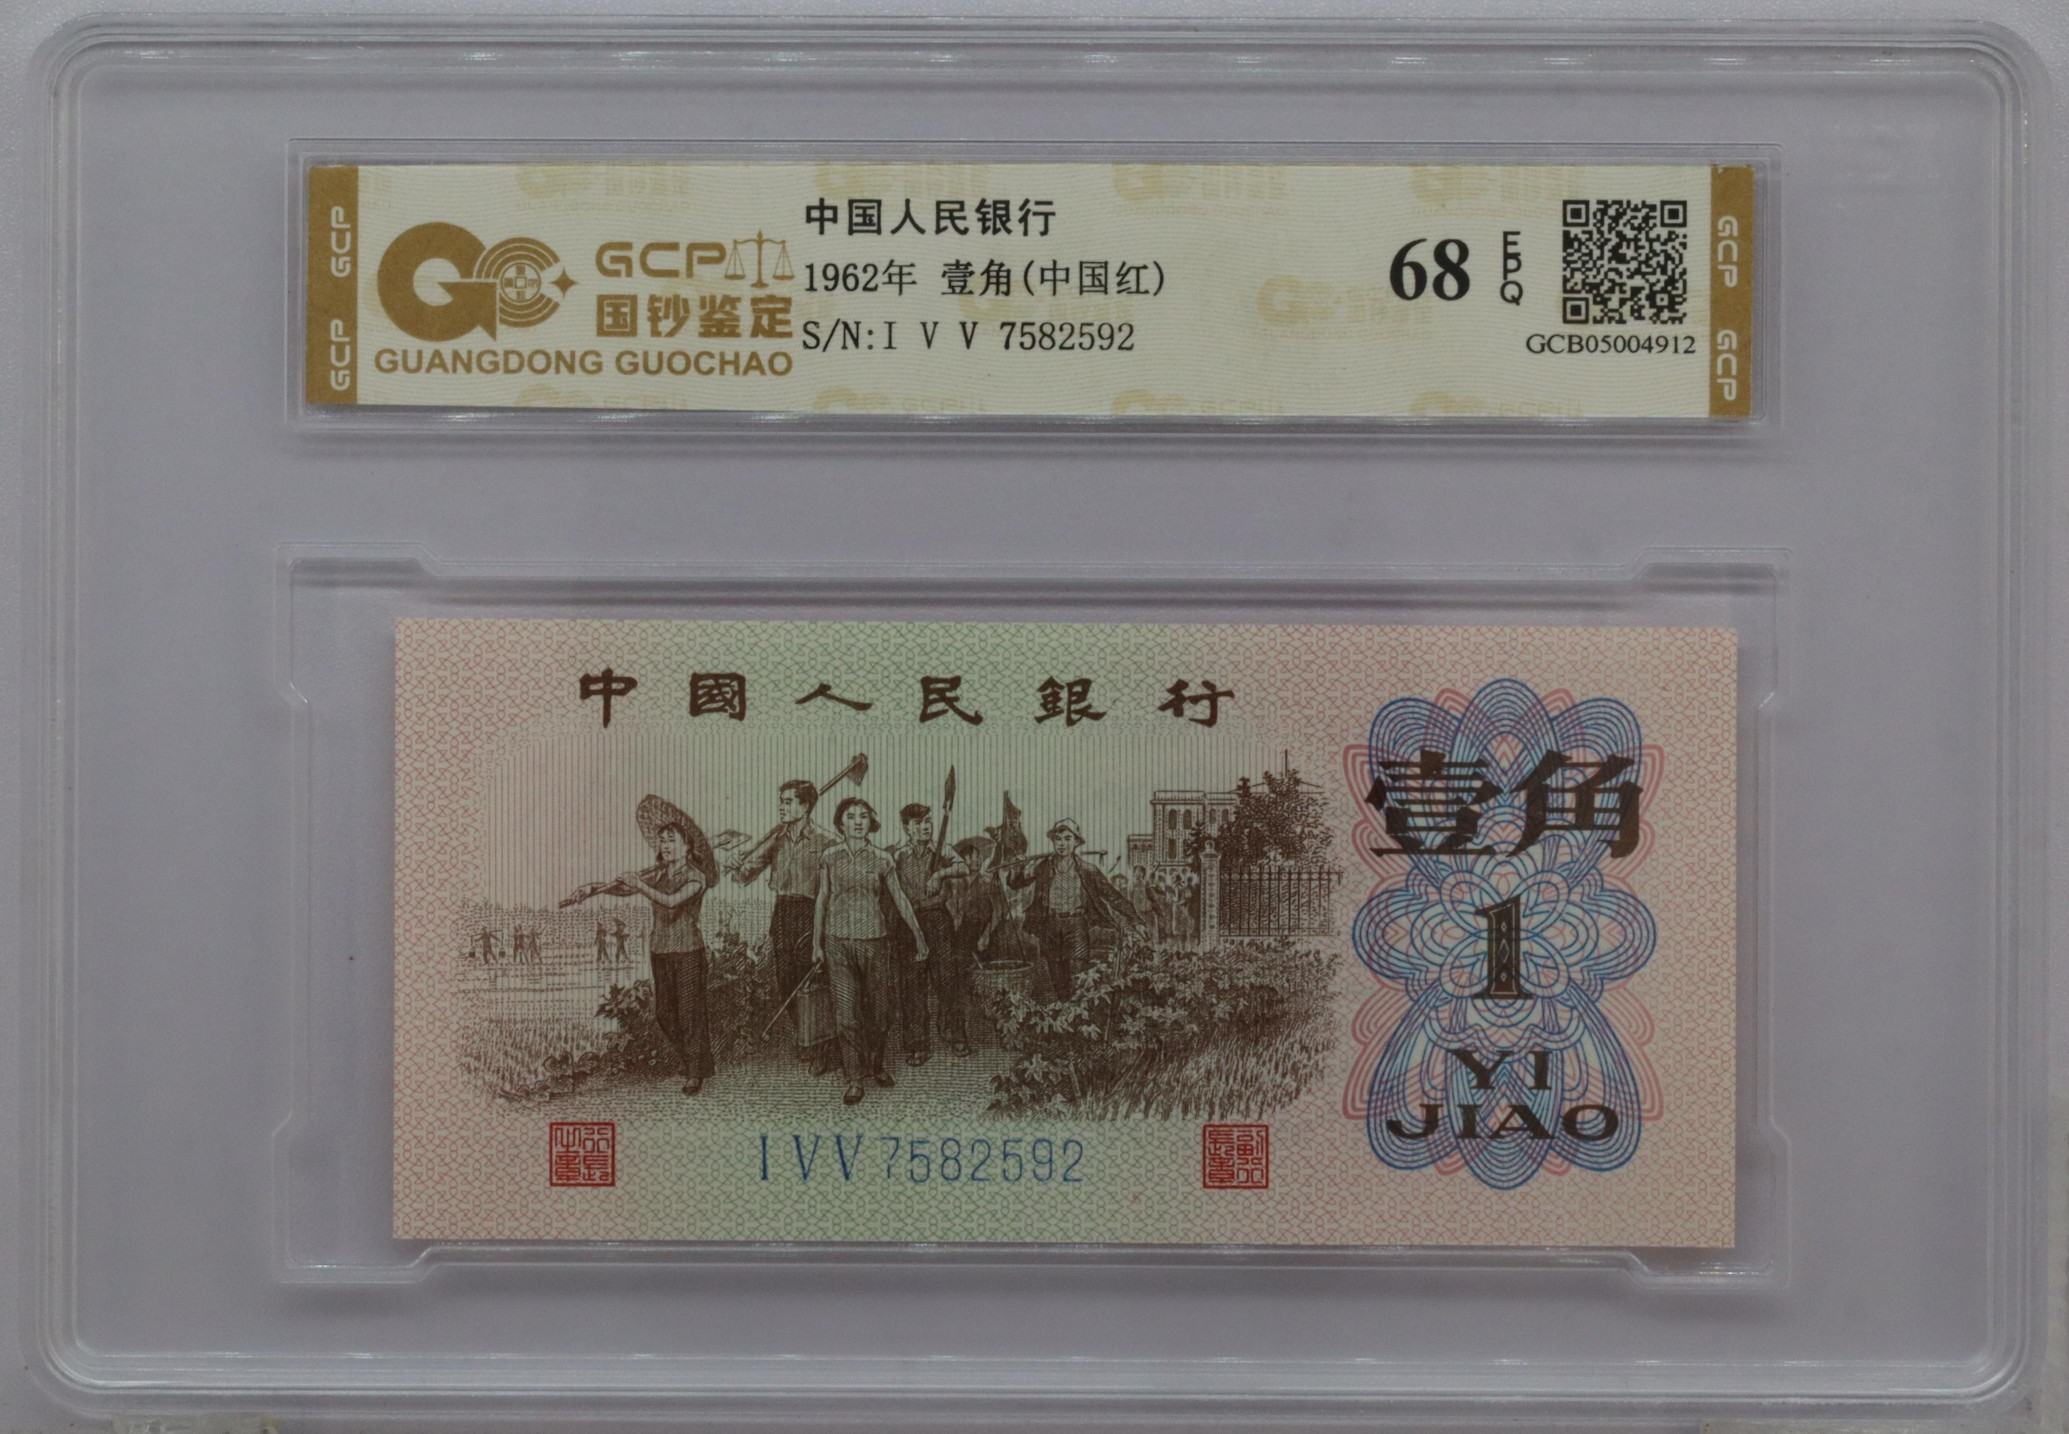 GCP
GCP
GCP
国钞鉴定
GUANGDONG GUOCHAO
中国人民银行
1962年 壹角(中国红)
S/N:I V V 7582592
68
EPQ
GCB05004912
GCP
GCP
中國人民銀行
壹角
1
YI
JIAO
I V V 7582592